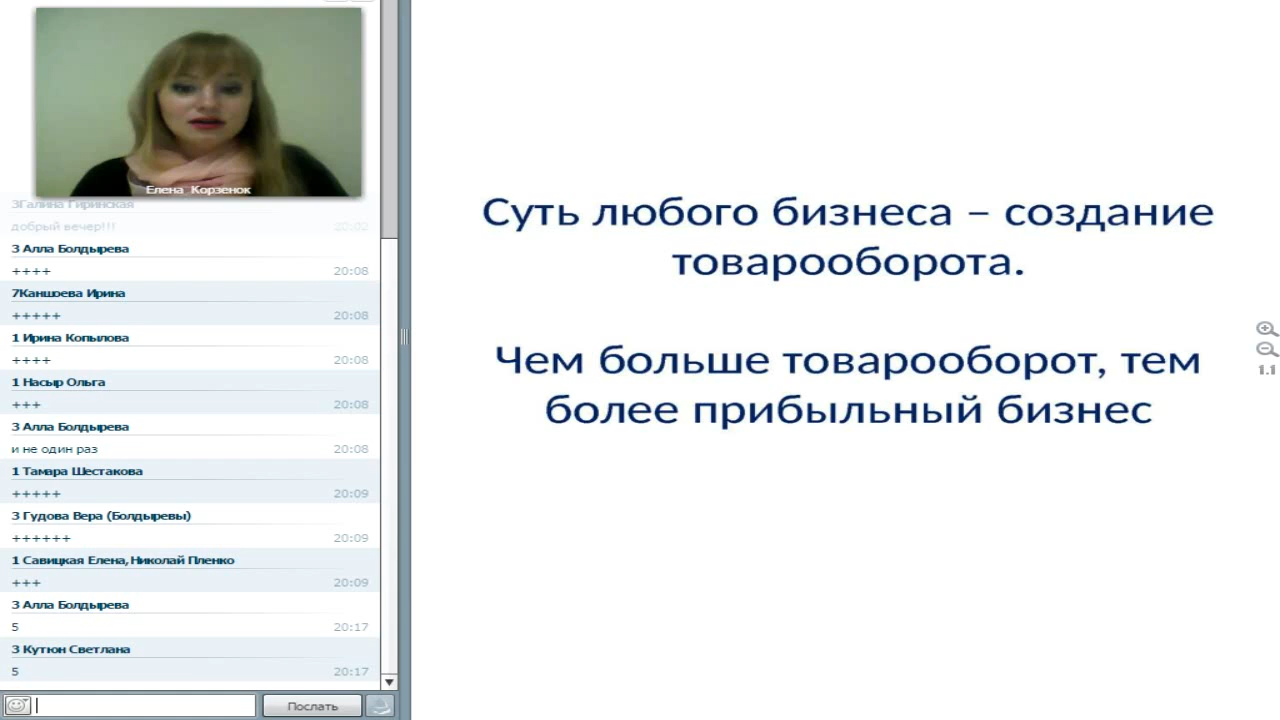 Елена Корзенок
3Галина Гиринская
добрый вечер!!! 20:02
3 Алла Болдырева
++++ 20:08
7Каншоева Ирина
+++++ 20:08
1 Ирина Копылова
++++ 20:08
1 Насыр Ольга
+++ 20:08
3 Алла Болдырева
и не один раз 20:08
1 Тамара Шестакова
+++++ 20:09
3 Гудова Вера (Болдыревы)
++++++ 20:09
1 Савицкая Елена,Николай Пленко
+++ 20:09
3 Алла Болдырева
5 20:17
3 Кутюн Светлана
5 20:17
Послать
Суть любого бизнеса – создание
товарооборота.
Чем больше товарооборот, тем
более прибыльный бизнес
1.1